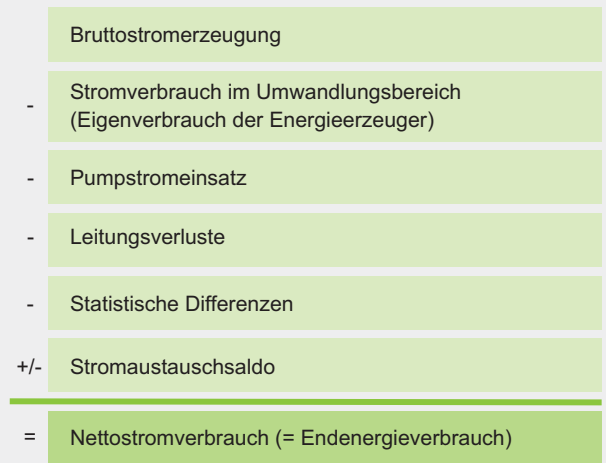 Bruttostromerzeugung
- Stromverbrauch im Umwandlungsbereich
(Eigenverbrauch der Energieerzeuger)
- Pumpstromeinsatz
- Leitungsverluste
- Statistische Differenzen
+/- Stromaustauschsaldo
= Nettostromverbrauch (= Endenergieverbrauch)